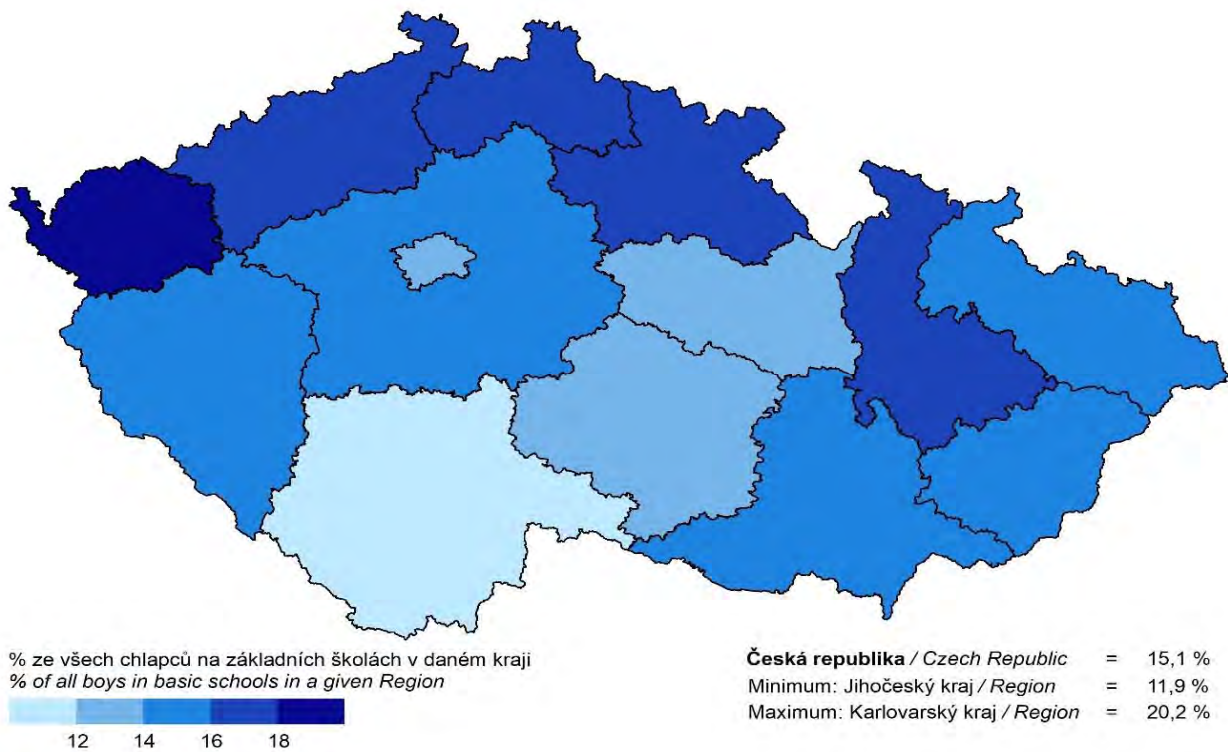 % ze všech chlapců na základních školách v daném kraji
% of all boys in basic schools in a given Region
12 14 16 18
Česká republika / Czech Republic = 15,1 %
Minimum: Jihočeský kraj / Region = 11,9 %
Maximum: Karlovarský kraj / Region = 20,2 %